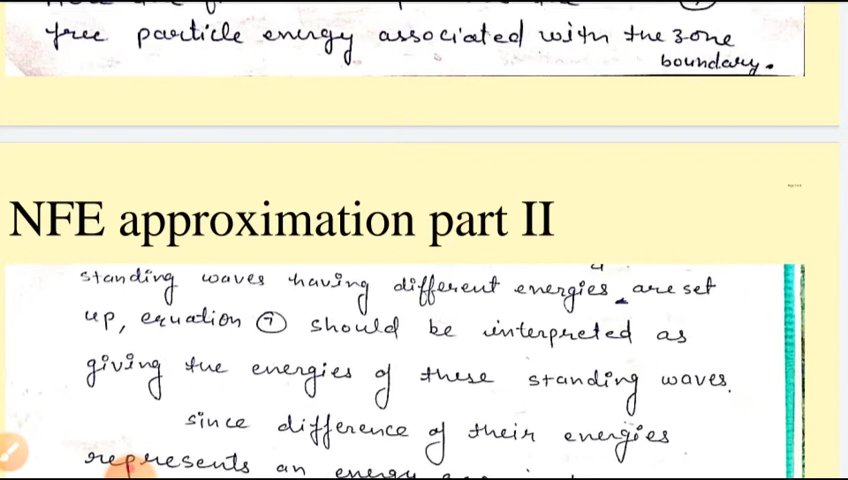 free particle energy associated with the zone
boundary.
NFE approximation part II
standing waves having different energies are set
up, equation ⑦ should be interpreted as
giving the energies of these standing waves.
since difference of their energies
represents an energy